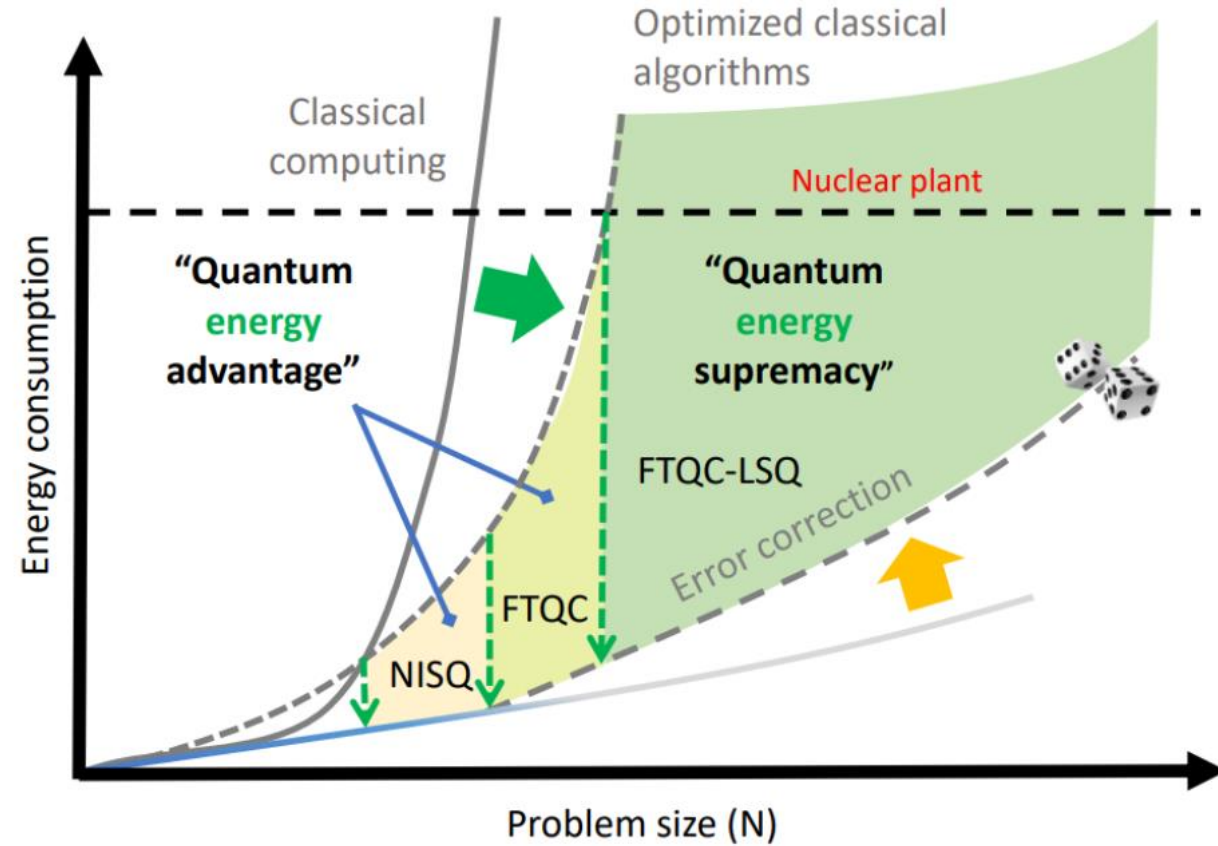 Optimized classical
algorithms
Classical
computing
Nuclear plant
“Quantum
energy
advantage”
“Quantum
energy
supremacy”
FTQC-LSQ
Error correction
FTQC
NISQ
Energy consumption
Problem size (N)